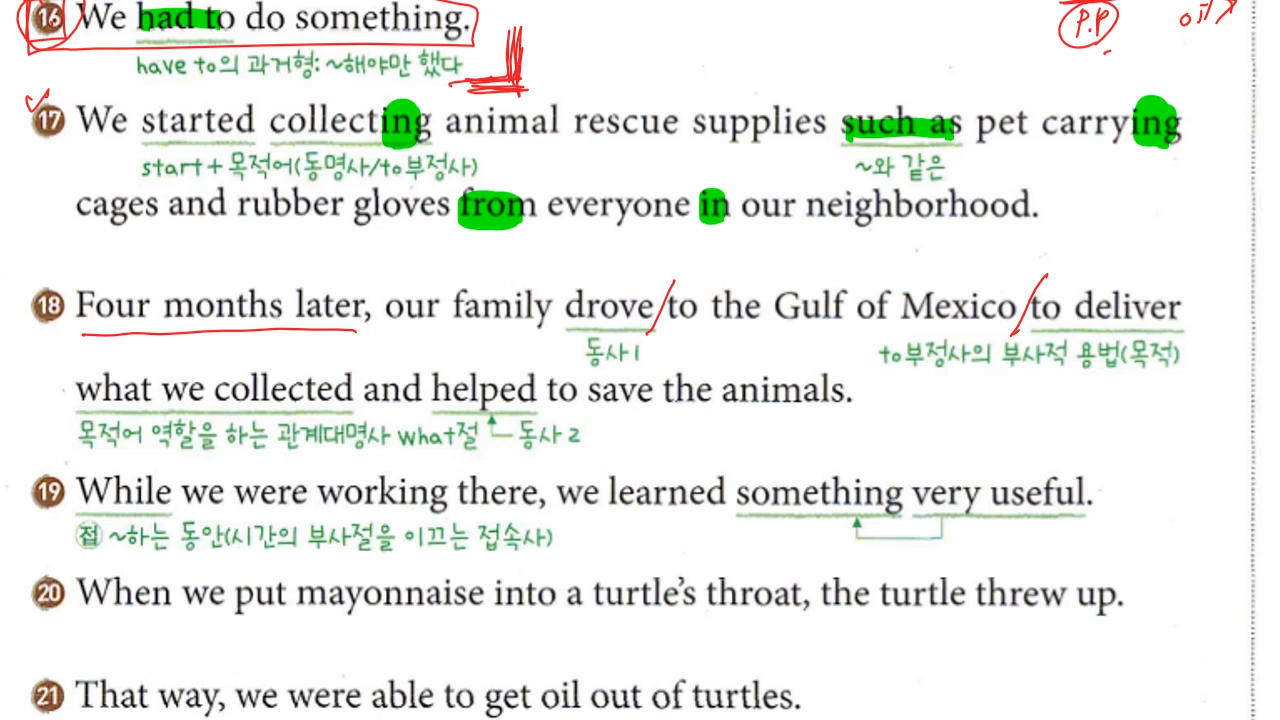 P.P
16 We had to do something.
have to의 과거형: ~해야만 했다
17 We started collecting animal rescue supplies such as pet carrying
start + 목적어(동명사/to부정사)
~와 같은
cages and rubber gloves from everyone in our neighborhood.
18 Four months later, our family drove to the Gulf of Mexico to deliver
동사1
to부정사의 부사적 용법(목적)
what we collected and helped to save the animals.
목적어 역할을 하는 관계대명사 what절
동사2
19 While we were working there, we learned something very useful.
접 ~하는 동안(시간의 부사절을 이끄는 접속사)
20 When we put mayonnaise into a turtle's throat, the turtle threw up.
21 That way, we were able to get oil out of turtles.